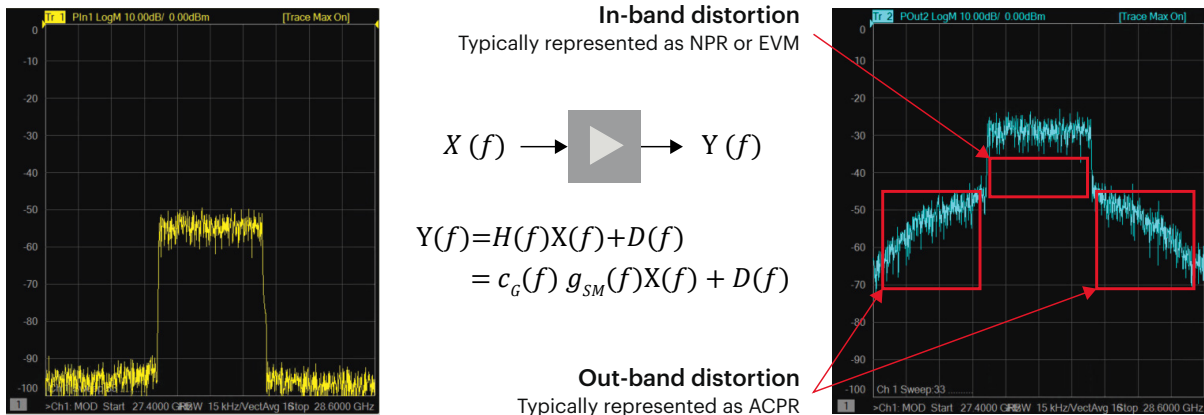 Tr 1 PIn1 LogM 10.00dB/ 0.00dBm [Trace Max On]
0
-10
-20
-30
-40
-50
-60
-70
-80
-90
-100
1 >Ch1: MOD Start 27.4000 GHz 15 kHz/VectAvg 16 Stop 28.6000 GHz
In-band distortion
Typically represented as NPR or EVM
X (f) Y (f)
Y(f)=H(f)X(f)+D(f)
= c_G(f) g_SM(f)X(f) + D(f)
Out-band distortion
Typically represented as ACPR
Tr 2 POut2 LogM 10.00dB/ 0.00dBm [Trace Max On]
0
-10
-20
-30
-40
-50
-60
-70
-80
-90
-100
Ch 1 Sweep:33
1 >Ch1: MOD Start 27.4000 GHz 15 kHz/VectAvg 16 Stop 28.6000 GHz